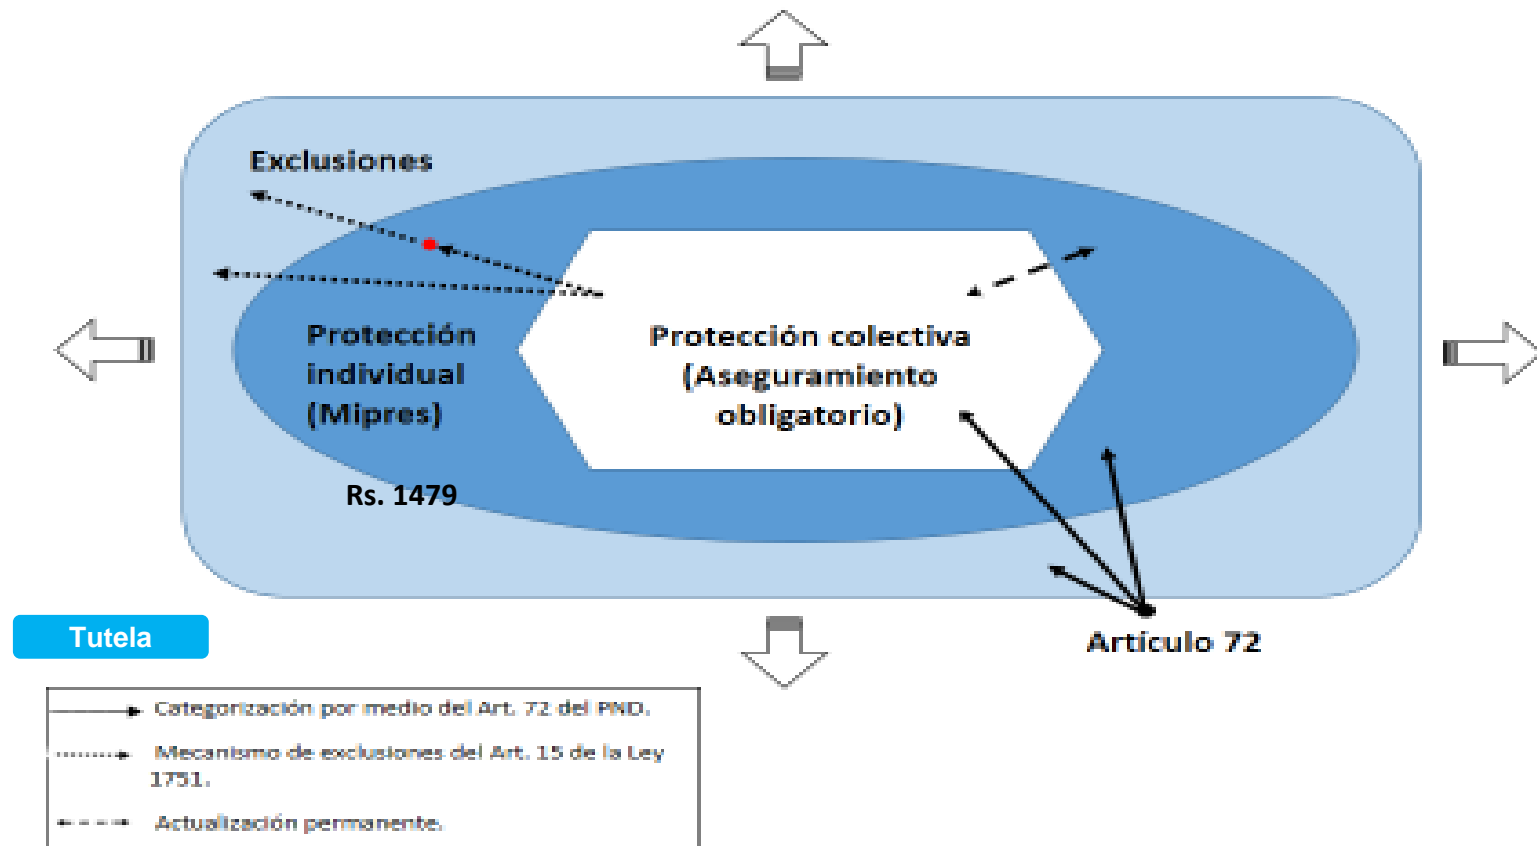 Exclusiones
Protección
individual
(Mipres)
Protección colectiva
(Aseguramiento
obligatorio)
Rs. 1479
Artículo 72
Tutela
Categorización por medio del Art. 72 del PND.
Mecanismo de exclusiones del Art. 15 de la Ley
1751.
Actualización permanente.